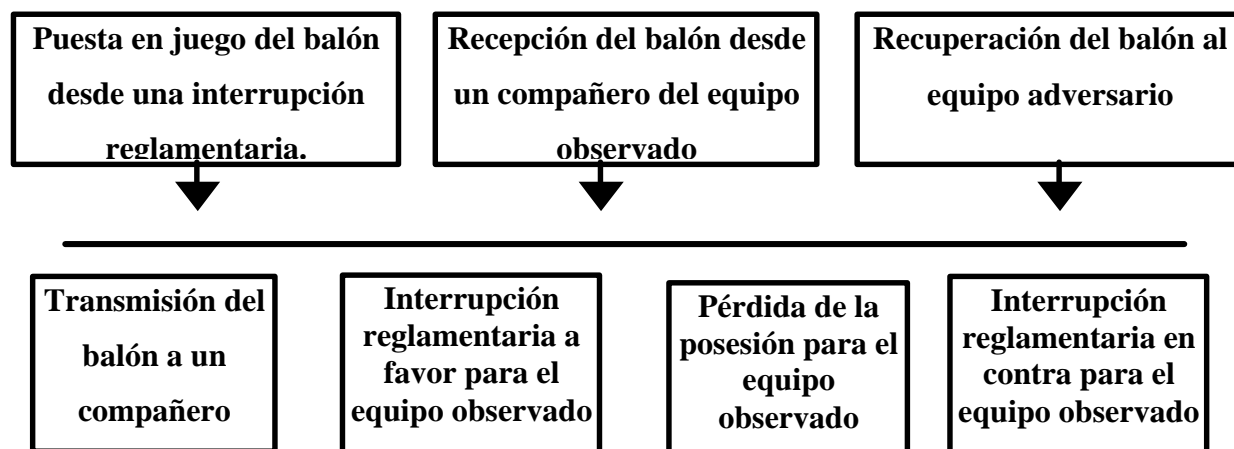 Puesta en juego del balón
desde una interrupción
reglamentaria.
Recepción del balón desde
un compañero del equipo
observado
Recuperación del balón al
equipo adversario
Transmisión del
balón a un
compañero
Interrupción
reglamentaria a
favor para el
equipo observado
Pérdida de la
posesión para el
equipo
observado
Interrupción
reglamentaria en
contra para el
equipo observado